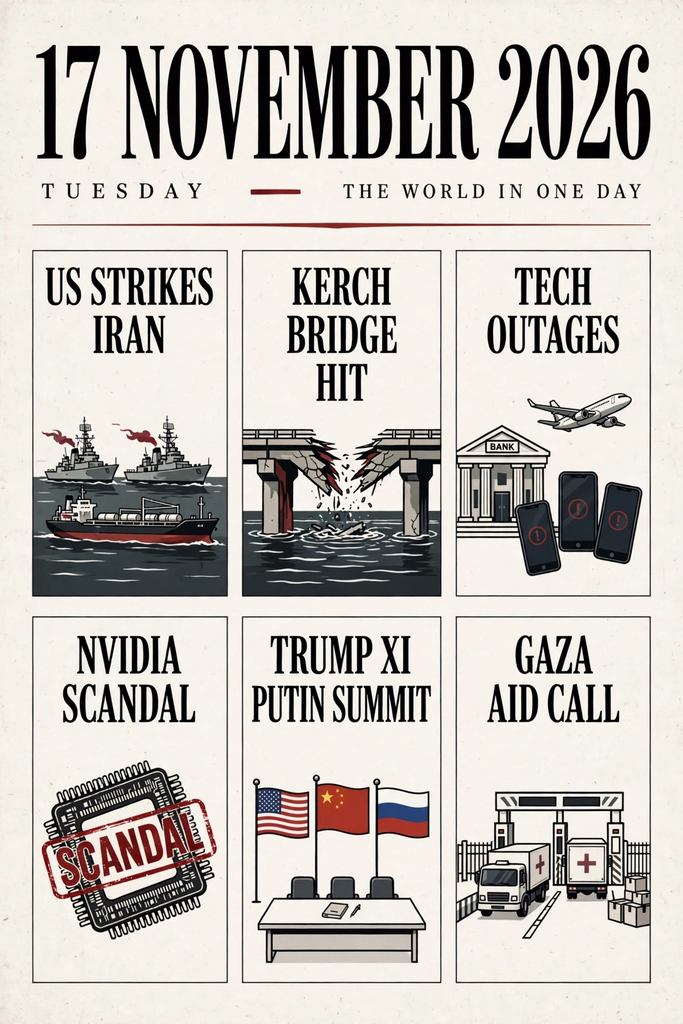 17 NOVEMBER 2026
TUESDAY — THE WORLD IN ONE DAY
US STRIKES
IRAN
KERCH
BRIDGE
HIT
TECH
OUTAGES
BANK
!
!
!
NVIDIA
SCANDAL
SCANDAL
TRUMP XI
PUTIN SUMMIT
GAZA
AID CALL